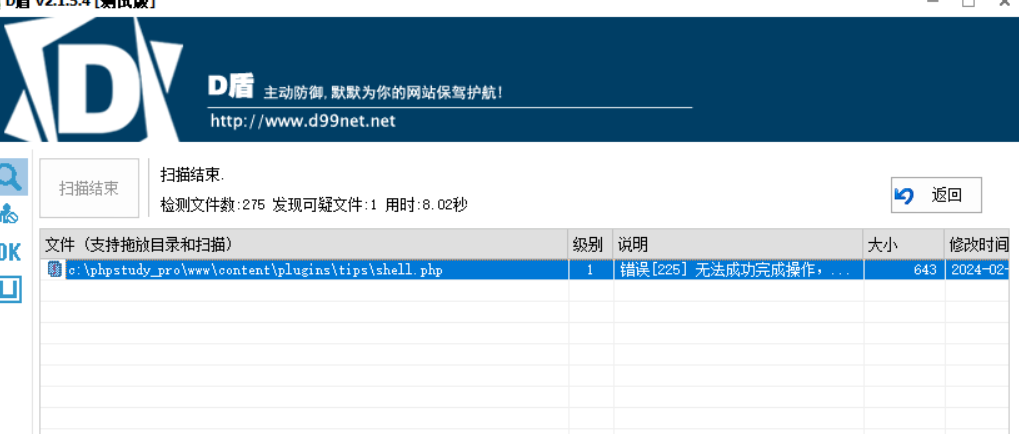 D盾 V2.1.5.4 [测试版]
D盾 主动防御,默默为你的网站保驾护航!
http://www.d99net.net
扫描结束
扫描结束.
检测文件数:275 发现可疑文件:1 用时:8.02秒
返回
文件 (支持拖放目录和扫描) 级别 说明 大小 修改时间
c:\phpstudy_pro\www\content\plugins\tips\shell.php 1 错误[225] 无法成功完成操作，... 643 2024-02-
OK